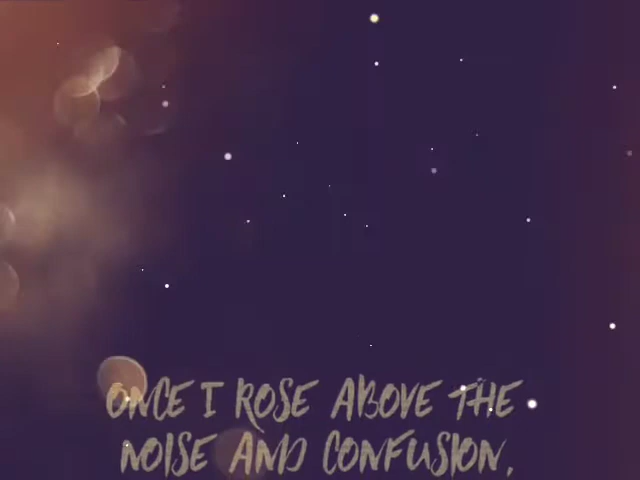 ONCE I ROSE ABOVE THE
NOISE AND CONFUSION,